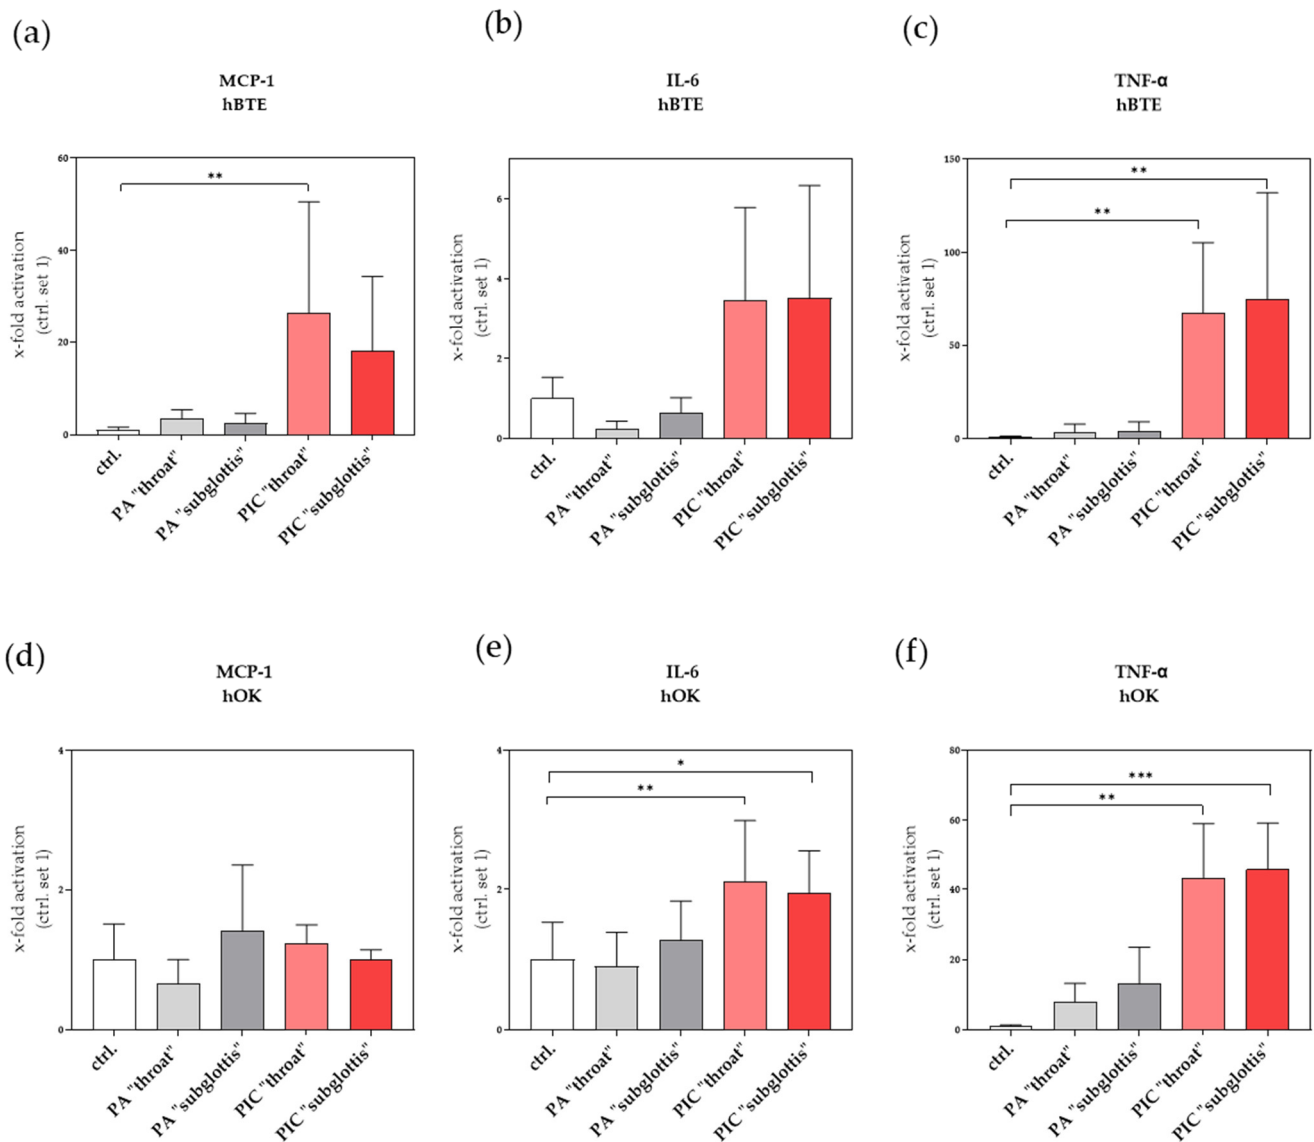 (a)
MCP-1
hBTE
x-fold activation
(ctrl. set 1)
60
40
20
0
**
ctrl.
PA "throat"
PA "subglottis"
PIC "throat"
PIC "subglottis"
(b)
IL-6
hBTE
x-fold activation
(ctrl. set 1)
6
4
2
0
ctrl.
PA "throat"
PA "subglottis"
PIC "throat"
PIC "subglottis"
(c)
TNF-α
hBTE
x-fold activation
(ctrl. set 1)
150
100
50
0
**
**
ctrl.
PA "throat"
PA "subglottis"
PIC "throat"
PIC "subglottis"
(d)
MCP-1
hOK
x-fold activation
(ctrl. set 1)
4
2
0
ctrl.
PA "throat"
PA "subglottis"
PIC "throat"
PIC "subglottis"
(e)
IL-6
hOK
x-fold activation
(ctrl. set 1)
4
2
0
*
**
ctrl.
PA "throat"
PA "subglottis"
PIC "throat"
PIC "subglottis"
(f)
TNF-α
hOK
x-fold activation
(ctrl. set 1)
80
60
40
20
0
***
**
ctrl.
PA "throat"
PA "subglottis"
PIC "throat"
PIC "subglottis"